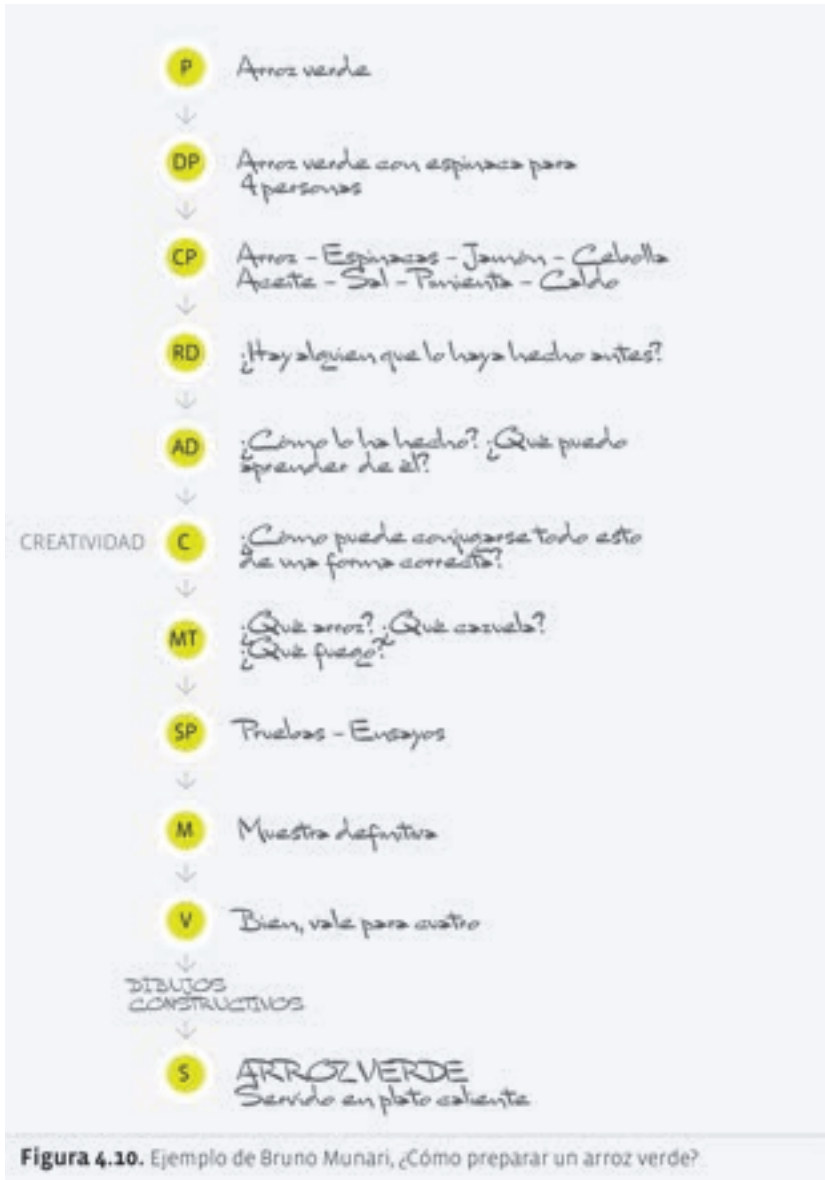 P Arroz verde
DP Arroz verde con espinaca para
4 personas
CP Arroz - Espinacas - Jamón - Cebolla
Aceite - Sal - Pimienta - Caldo
RD ¿Hay alguien que lo haya hecho antes?
AD ¿Cómo lo ha hecho? ¿Qué puedo
aprender de él?
CREATIVIDAD C ¿Cómo puede conjugarse todo esto
de una forma correcta?
MT ¿Qué arroz? ¿Qué cazuela?
¿Qué fuego?
SP Pruebas - Ensayos
M Muestra definitiva
V Bien, vale para cuatro
DIBUJOS
CONSTRUCTIVOS
S ARROZ VERDE
Servido en plato caliente
Figura 4.10. Ejemplo de Bruno Munari, ¿Cómo preparar un arroz verde?